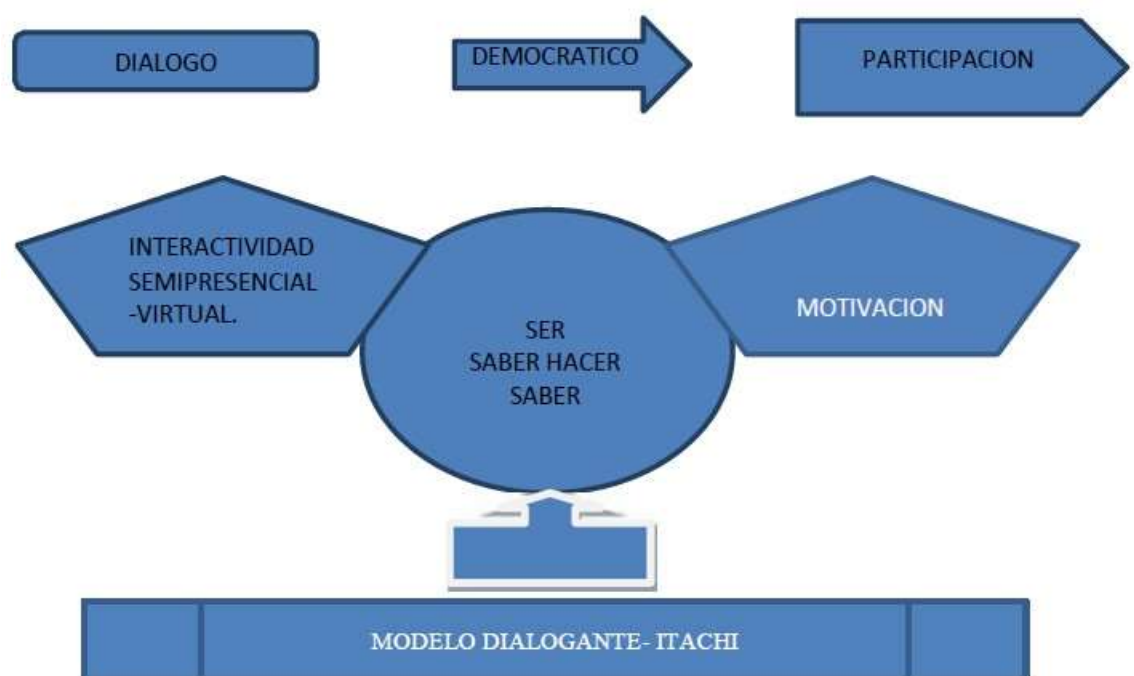 DIALOGO
DEMOCRATICO
PARTICIPACION
INTERACTIVIDAD
SEMIPRESENCIAL
-VIRTUAL.
SER
SABER HACER
SABER
MOTIVACION
MODELO DIALOGANTE- ITACHI